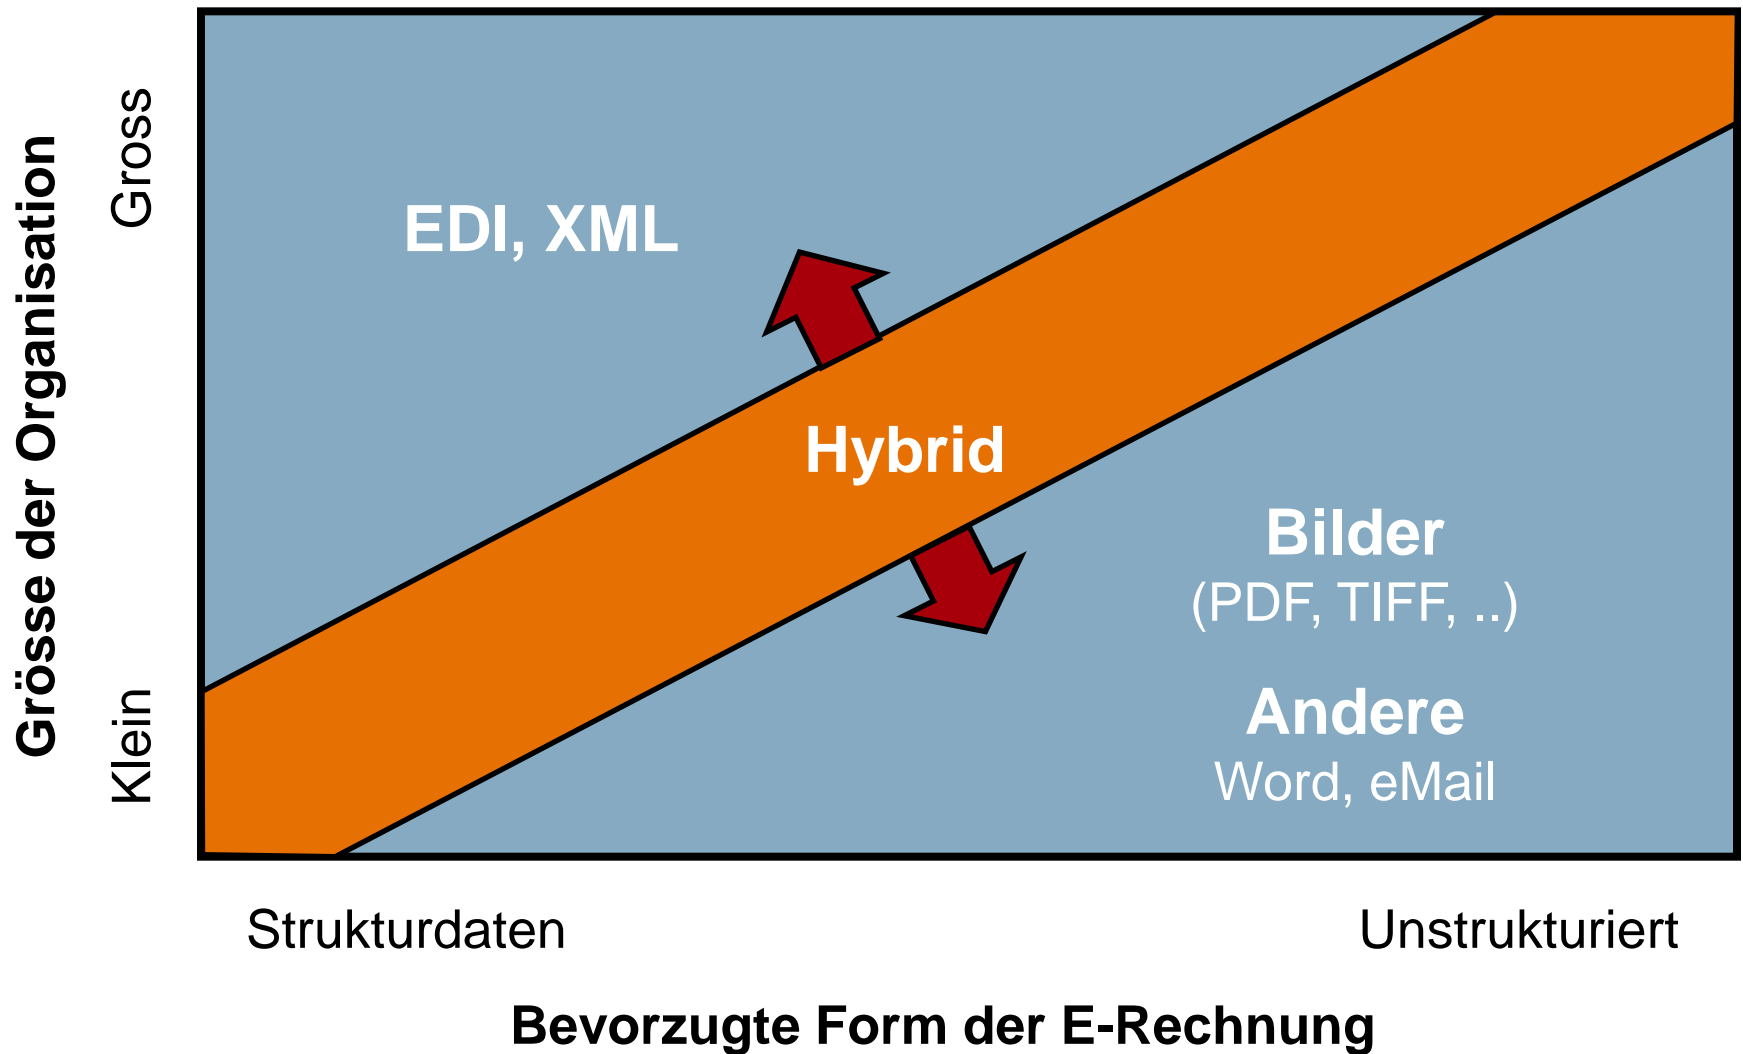 Grösse der Organisation
Gross
Klein
EDI, XML
Hybrid
Bilder
(PDF, TIFF, ..)
Andere
Word, eMail
Strukturdaten
Unstrukturiert
Bevorzugte Form der E-Rechnung